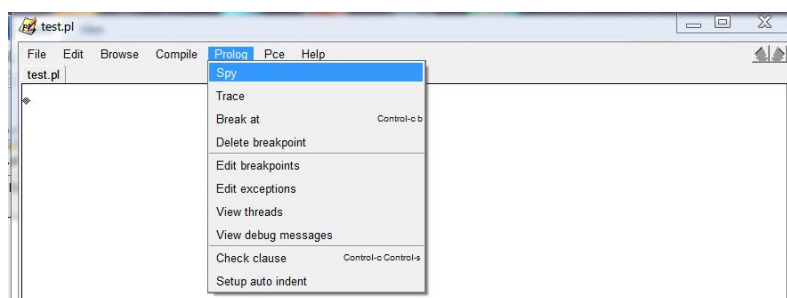 test.pl
File Edit Browse Compile Prolog Pce Help
test.pl
Spy
Trace
Break at Control-c b
Delete breakpoint
Edit breakpoints
Edit exceptions
View threads
View debug messages
Check clause Control-c Control-s
Setup auto indent